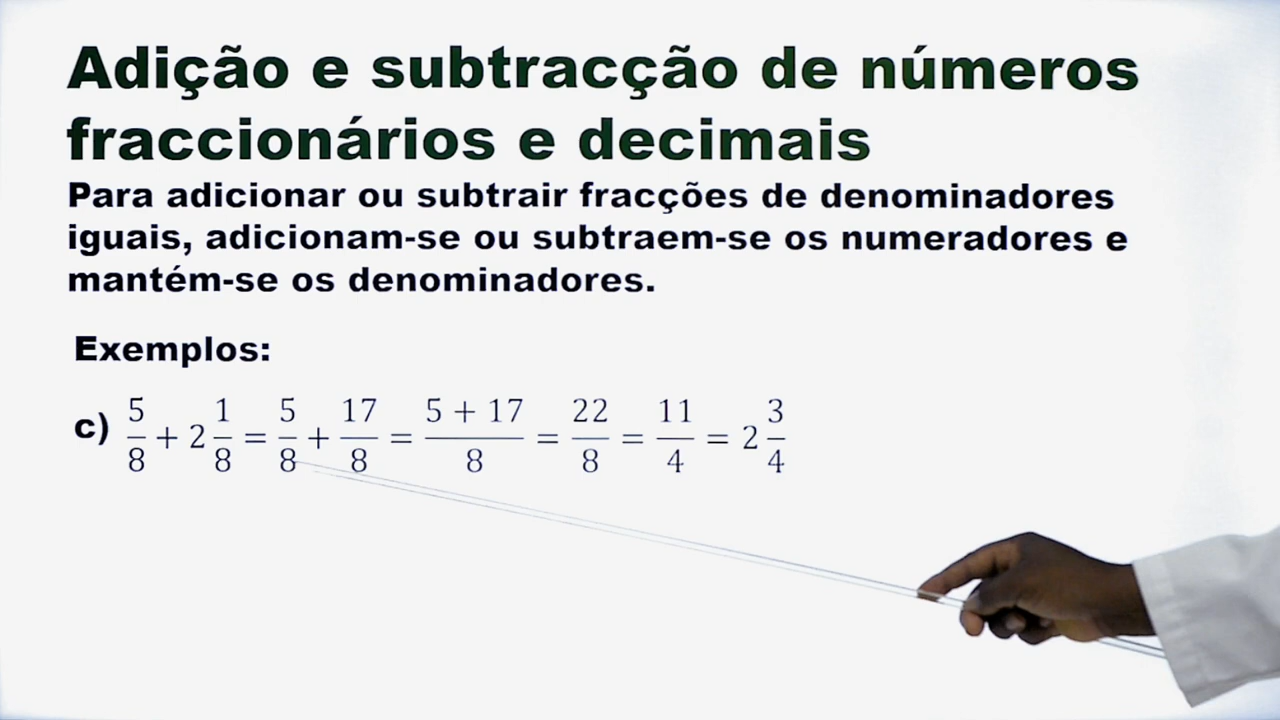 Adição e subtracção de números
fraccionários e decimais
Para adicionar ou subtrair fracções de denominadores
iguais, adicionam-se ou subtraem-se os numeradores e
mantém-se os denominadores.
Exemplos:
c) 5/8 + 2 1/8 = 5/8 + 17/8 = 5 + 17/8 = 22/8 = 11/4 = 2 3/4